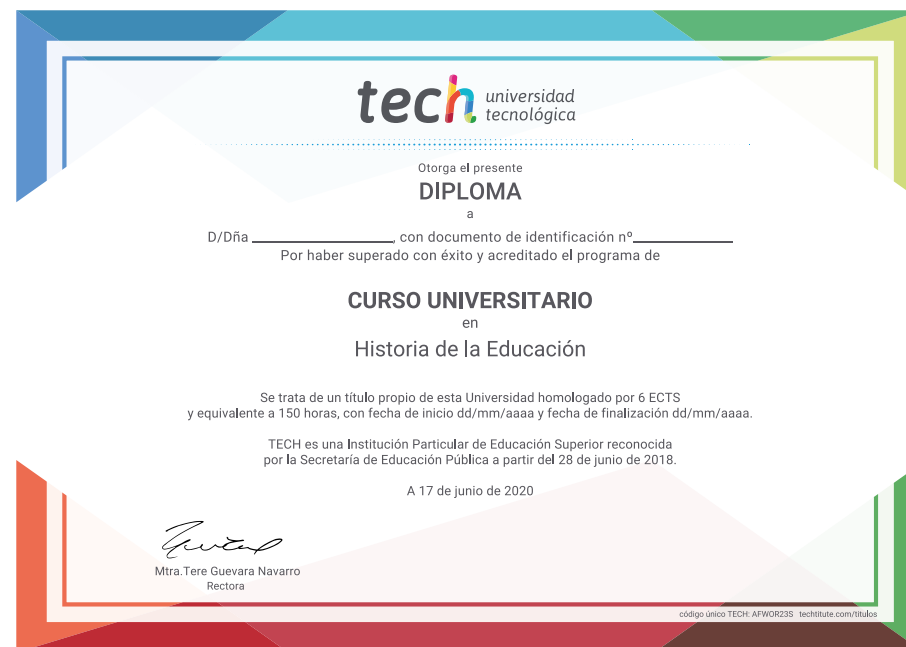 tech universidad
tecnológica
Otorga el presente
DIPLOMA
a
D/Dña ____________________, con documento de identificación nº______________
Por haber superado con éxito y acreditado el programa de
CURSO UNIVERSITARIO
en
Historia de la Educación
Se trata de un título propio de esta Universidad homologado por 6 ECTS
y equivalente a 150 horas, con fecha de inicio dd/mm/aaaa y fecha de finalización dd/mm/aaaa.
TECH es una Institución Particular de Educación Superior reconocida
por la Secretaría de Educación Pública a partir del 28 de junio de 2018.
A 17 de junio de 2020
Mtra.Tere Guevara Navarro
Rectora
código único TECH: AFWOR23S techtitute.com/titulos